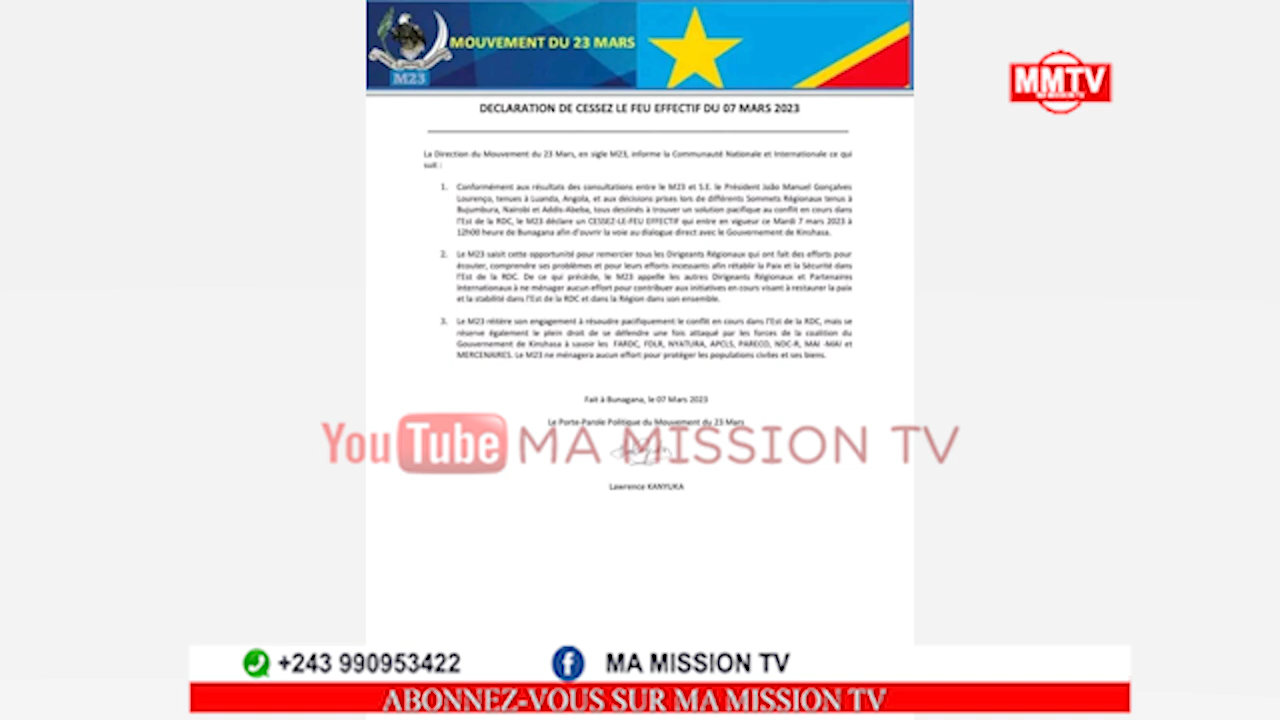 MOUVEMENT DU 23 MARS
M23
MMTV
DECLARATION DE CESSEZ LE FEU EFFECTIF DU 07 MARS 2023
La Direction du Mouvement du 23 Mars, en sigle M23, informe la Communauté Nationale et Internationale ce qui
suit :
1. Conformément aux résultats des consultations entre le M23 et S.E. le Président João Manuel Gonçalves
Lourenço, tenues à Luanda, Angola, et aux décisions prises lors de différents Sommets Régionaux tenus à
Bujumbura, Nairobi et Addis-Abeba, tous destinés à trouver un solution pacifique au conflit en cours dans
l'Est de la RDC, le M23 déclare un CESSEZ-LE-FEU EFFECTIF qui entre en vigueur ce Mardi 7 mars 2023 à
12h00 heure de Bunagana afin d'ouvrir la voie au dialogue direct avec le Gouvernement de Kinshasa.
2. Le M23 saisit cette opportunité pour remercier tous les Dirigeants Régionaux qui ont fait des efforts pour
écouter, comprendre ses problèmes et pour leurs efforts incessants afin rétablir la Paix et la Sécurité dans
l'Est de la RDC. De ce qui précède, le M23 appelle les autres Dirigeants Régionaux et Partenaires
Internationaux à ne ménager aucun effort pour contribuer aux initiatives en cours visant à restaurer la paix
et la stabilité dans l'Est de la RDC et dans la Région dans son ensemble.
3. Le M23 réitère son engagement à résoudre pacifiquement le conflit en cours dans l'Est de la RDC, mais se
réserve également le plein droit de se défendre une fois attaqué par les forces de la coalition du
Gouvernement de Kinshasa à savoir les FARDC, FDLR, NYATURA, APCLS, PARECO, NDC-R, MAI -MAI et
MERCENAIRES. Le M23 ne ménagera aucun effort pour protéger les populations civiles et ses biens.
Fait à Bunagana, le 07 Mars 2023
Le Porte-Parole Politique du Mouvement du 23 Mars
YouTube MA MISSION TV
Lawrence KANYUKA
+243 990953422
MA MISSION TV
ABONNEZ-VOUS SUR MA MISSION TV